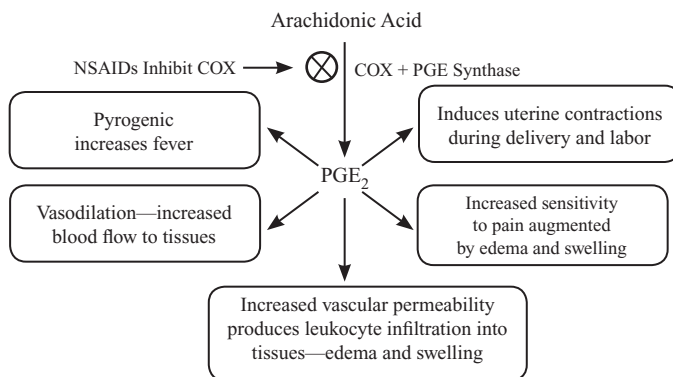 Arachidonic Acid
NSAIDs Inhibit COX
COX + PGE Synthase
Pyrogenic
increases fever
Induces uterine contractions
during delivery and labor
PGE₂
Vasodilation—increased
blood flow to tissues
Increased sensitivity
to pain augmented
by edema and swelling
Increased vascular permeability
produces leukocyte infiltration into
tissues—edema and swelling